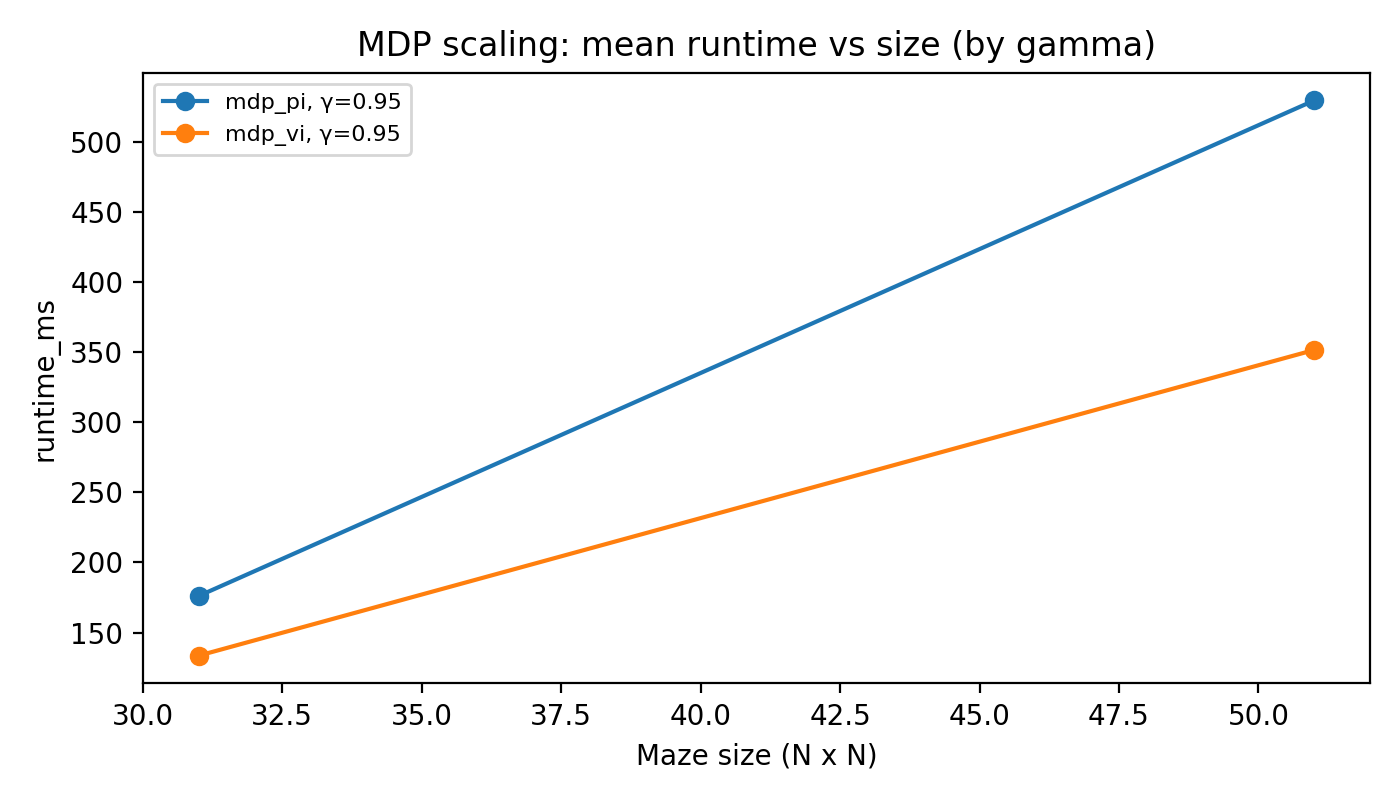 MDP scaling: mean runtime vs size (by gamma)
mdp_pi, γ=0.95
mdp_vi, γ=0.95
runtime_ms
500
450
400
350
300
250
200
150
30.0 32.5 35.0 37.5 40.0 42.5 45.0 47.5 50.0
Maze size (N x N)